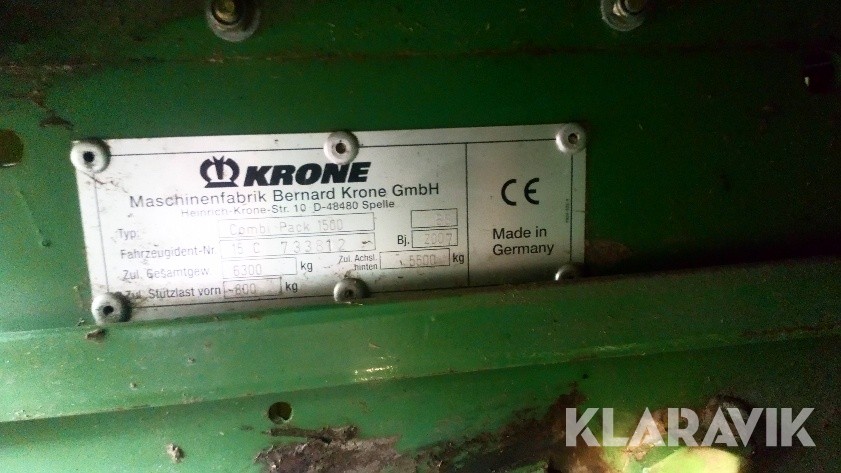 KRONE
Maschinenfabrik Bernard Krone GmbH
Heinrich-Krone-Str. 10 D-48480 Spelle
Typ Combi Pack 1500
Fahrzeugident-Nr 15 C 733812 Bj. 2007
Zul. Gesamtgew 6300 kg Zul. Achsl. hinten 5500 kg
Zul. Stützlast vorn 800 kg
CE
Made in
Germany
KLARAVIK